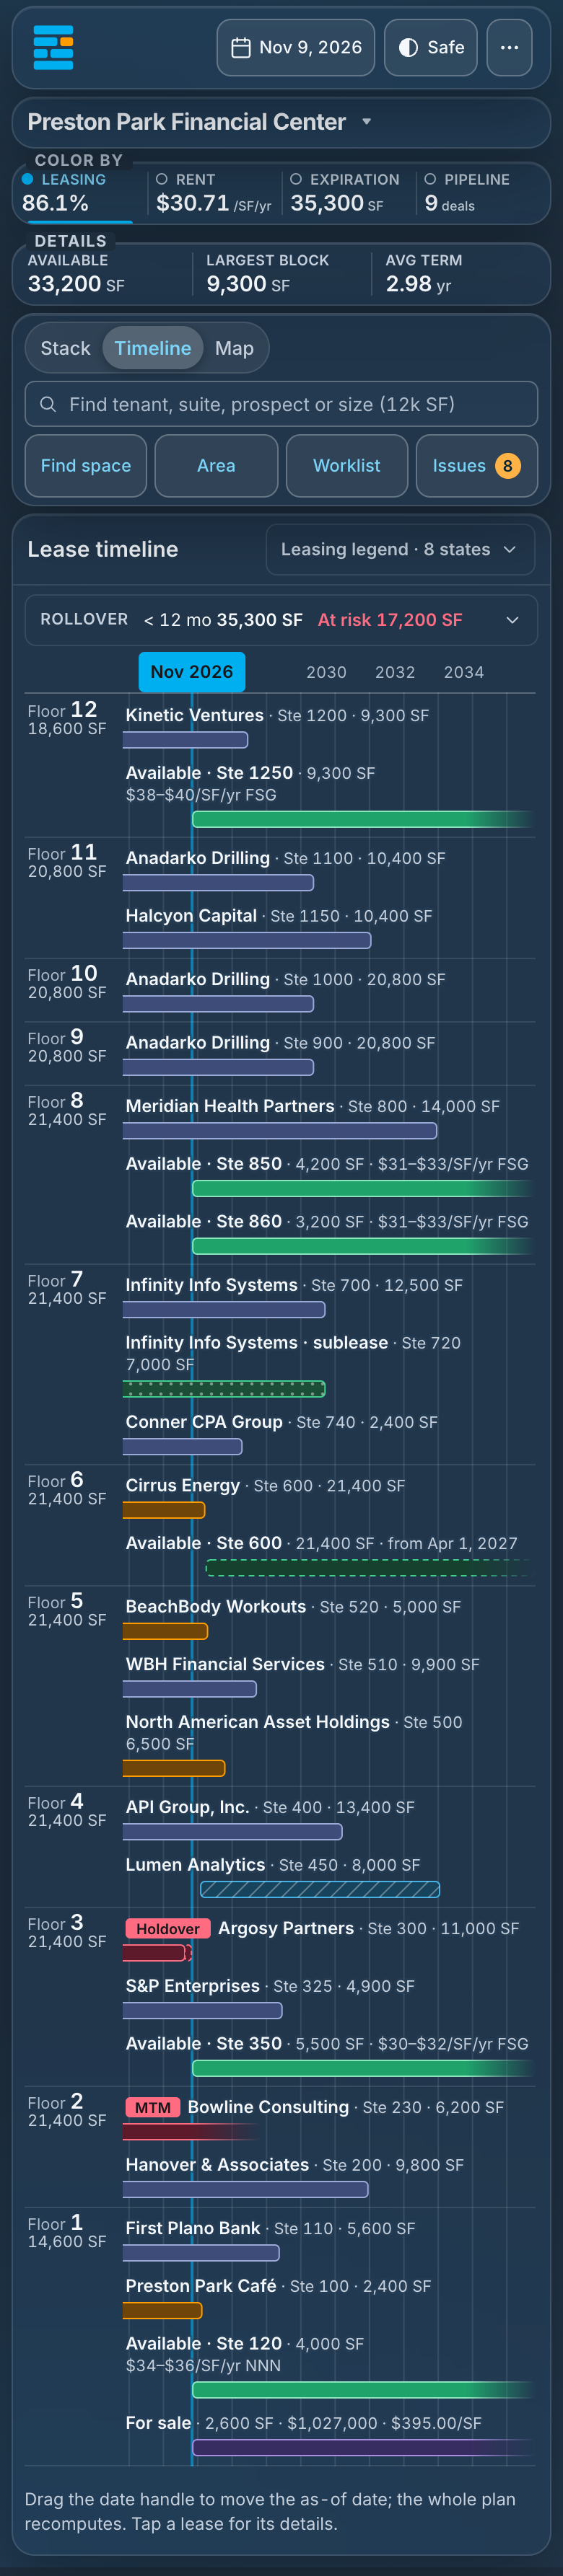 Nov 9, 2026
Safe
Preston Park Financial Center
COLOR BY
LEASING
86.1%
RENT
$30.71 /SF/yr
EXPIRATION
35,300 SF
PIPELINE
9 deals
DETAILS
AVAILABLE
33,200 SF
LARGEST BLOCK
9,300 SF
AVG TERM
2.98 yr
Stack
Timeline
Map
Find tenant, suite, prospect or size (12k SF)
Find space
Area
Worklist
Issues 8
Lease timeline
Leasing legend · 8 states
ROLLOVER < 12 mo 35,300 SF At risk 17,200 SF
Nov 2026
2030
2032
2034
Floor 12
18,600 SF
Kinetic Ventures · Ste 1200 · 9,300 SF
Available · Ste 1250 · 9,300 SF
$38–$40/SF/yr FSG
Floor 11
20,800 SF
Anadarko Drilling · Ste 1100 · 10,400 SF
Halcyon Capital · Ste 1150 · 10,400 SF
Floor 10
20,800 SF
Anadarko Drilling · Ste 1000 · 20,800 SF
Floor 9
20,800 SF
Anadarko Drilling · Ste 900 · 20,800 SF
Floor 8
21,400 SF
Meridian Health Partners · Ste 800 · 14,000 SF
Available · Ste 850 · 4,200 SF · $31–$33/SF/yr FSG
Available · Ste 860 · 3,200 SF · $31–$33/SF/yr FSG
Floor 7
21,400 SF
Infinity Info Systems · Ste 700 · 12,500 SF
Infinity Info Systems · sublease · Ste 720
7,000 SF
Conner CPA Group · Ste 740 · 2,400 SF
Floor 6
21,400 SF
Cirrus Energy · Ste 600 · 21,400 SF
Available · Ste 600 · 21,400 SF · from Apr 1, 2027
Floor 5
21,400 SF
BeachBody Workouts · Ste 520 · 5,000 SF
WBH Financial Services · Ste 510 · 9,900 SF
North American Asset Holdings · Ste 500
6,500 SF
Floor 4
21,400 SF
API Group, Inc. · Ste 400 · 13,400 SF
Lumen Analytics · Ste 450 · 8,000 SF
Floor 3
21,400 SF
Holdover Argosy Partners · Ste 300 · 11,000 SF
S&P Enterprises · Ste 325 · 4,900 SF
Available · Ste 350 · 5,500 SF · $30–$32/SF/yr FSG
Floor 2
21,400 SF
MTM Bowline Consulting · Ste 230 · 6,200 SF
Hanover & Associates · Ste 200 · 9,800 SF
Floor 1
14,600 SF
First Plano Bank · Ste 110 · 5,600 SF
Preston Park Café · Ste 100 · 2,400 SF
Available · Ste 120 · 4,000 SF
$34–$36/SF/yr NNN
For sale · 2,600 SF · $1,027,000 · $395.00/SF
Drag the date handle to move the as-of date; the whole plan
recomputes. Tap a lease for its details.